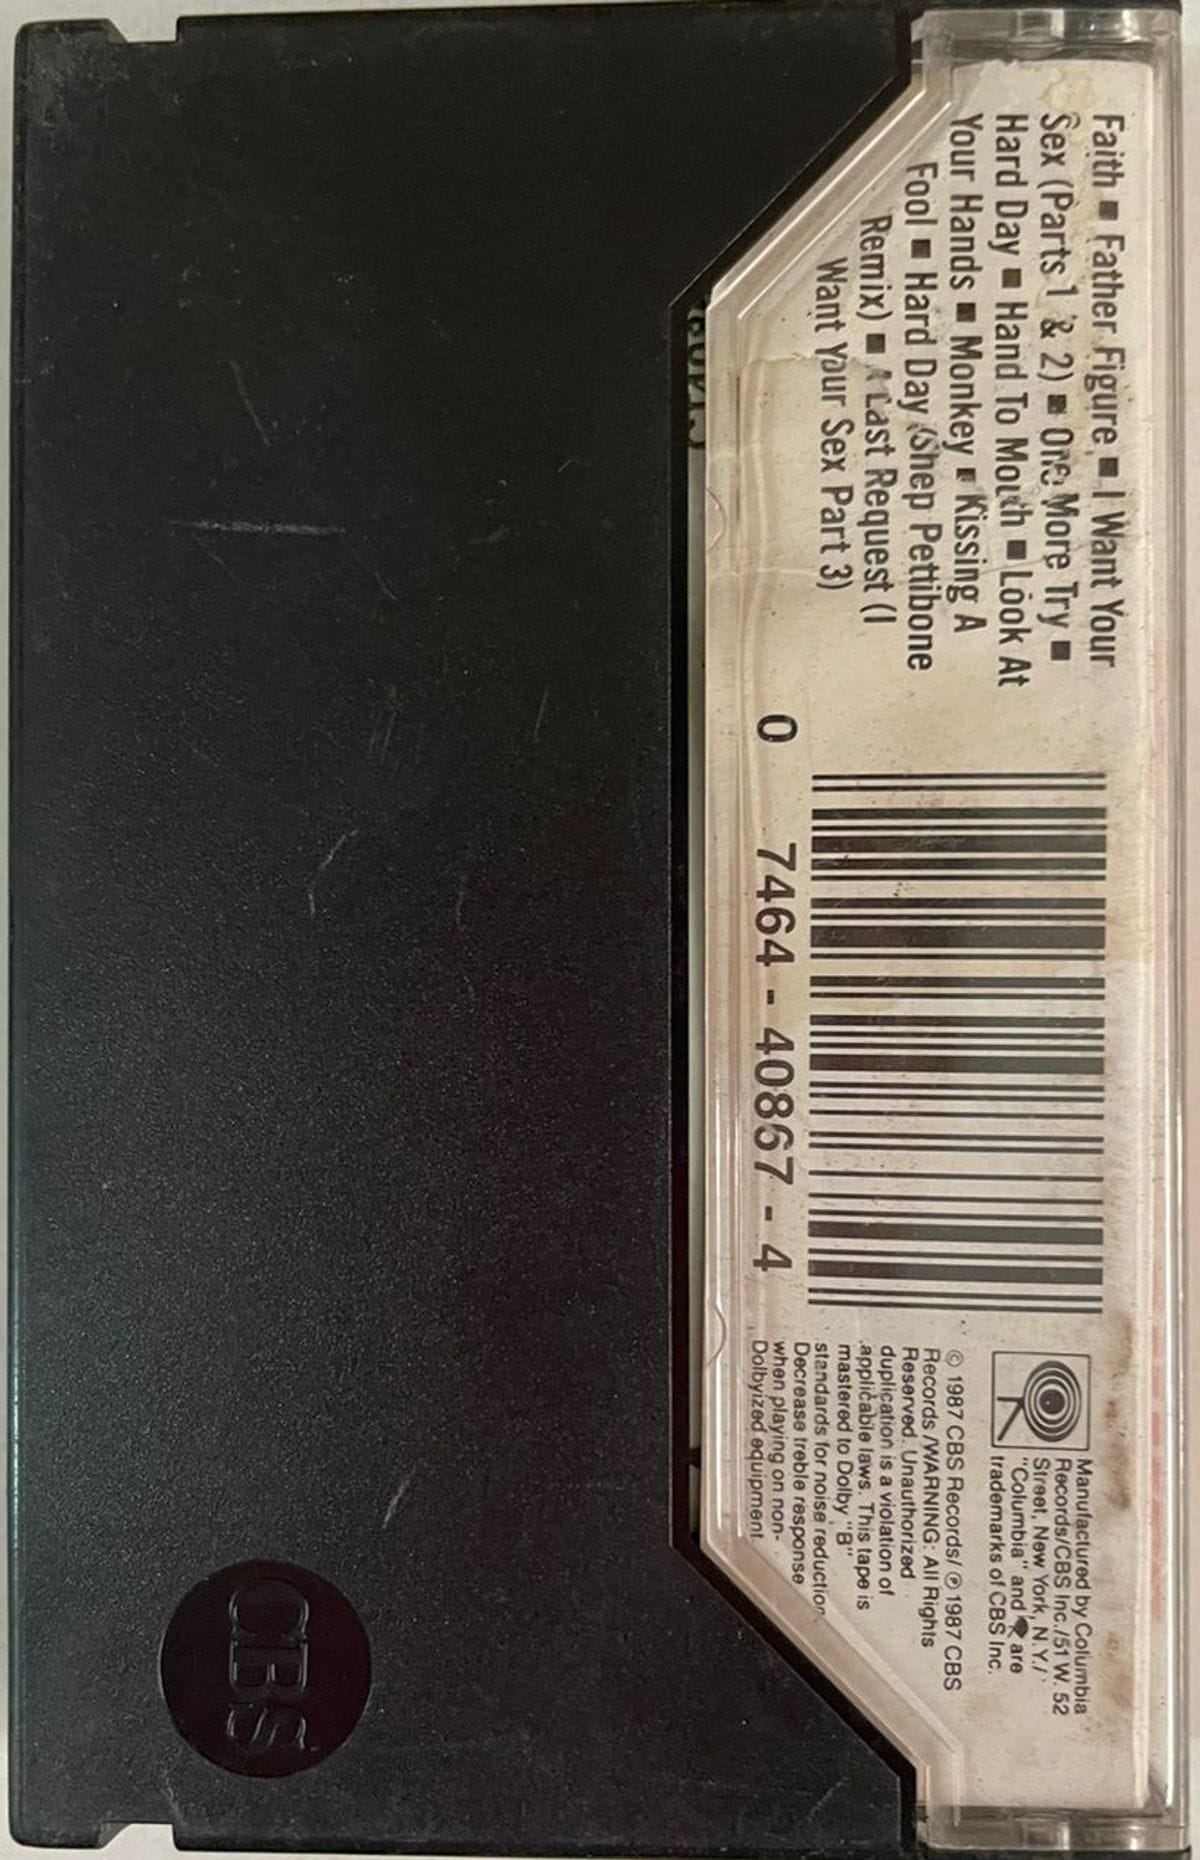 Faith ■ Father Figure ■ I Want Your
Sex (Parts 1 & 2) ■ One More Try ■
Hard Day ■ Hand To Mouth ■ Look At
Your Hands ■ Monkey ■ Kissing A
Fool ■ Hard Day (Shep Pettibone
Remix) ■ A Last Request (I
Want Your Sex Part 3)
0 7464 - 40867 - 4
Manufactured by Columbia
Records/CBS Inc./51 W. 52
Street, New York, N.Y./
"Columbia" and are
trademarks of CBS Inc.
© 1987 CBS Records/ ℗ 1987 CBS
Records /WARNING: All Rights
Reserved. Unauthorized
duplication is a violation of
applicable laws. This tape is
mastered to Dolby "B"
standards for noise reduction.
Decrease treble response
when playing on non-
Dolbyized equipment.
CBS